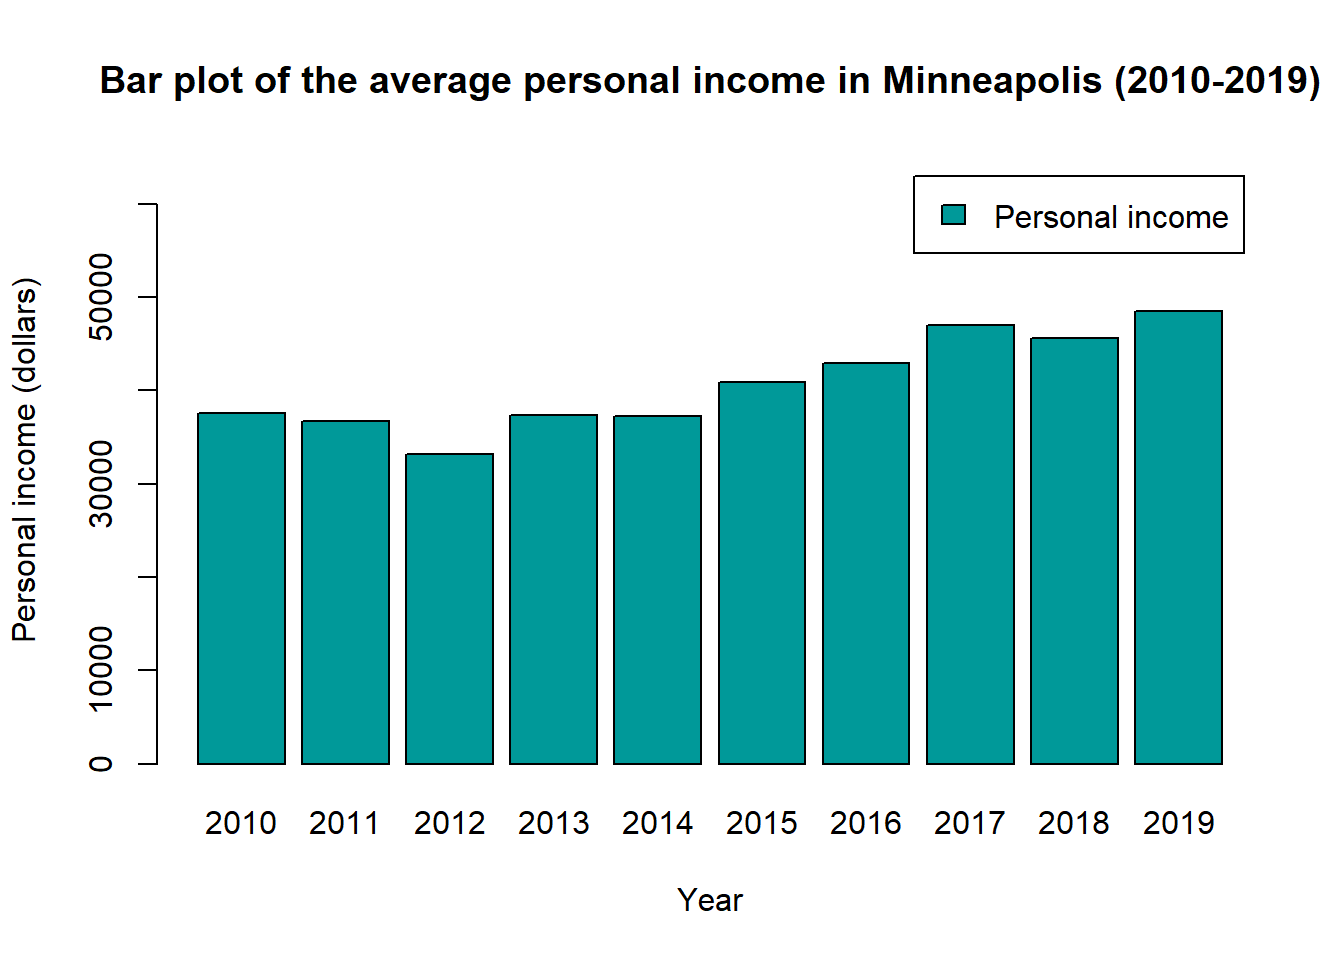 Bar plot of the average personal income in Minneapolis (2010-2019)
Personal income
Personal income (dollars)
50000
30000
10000
0
2010 2011 2012 2013 2014 2015 2016 2017 2018 2019
Year